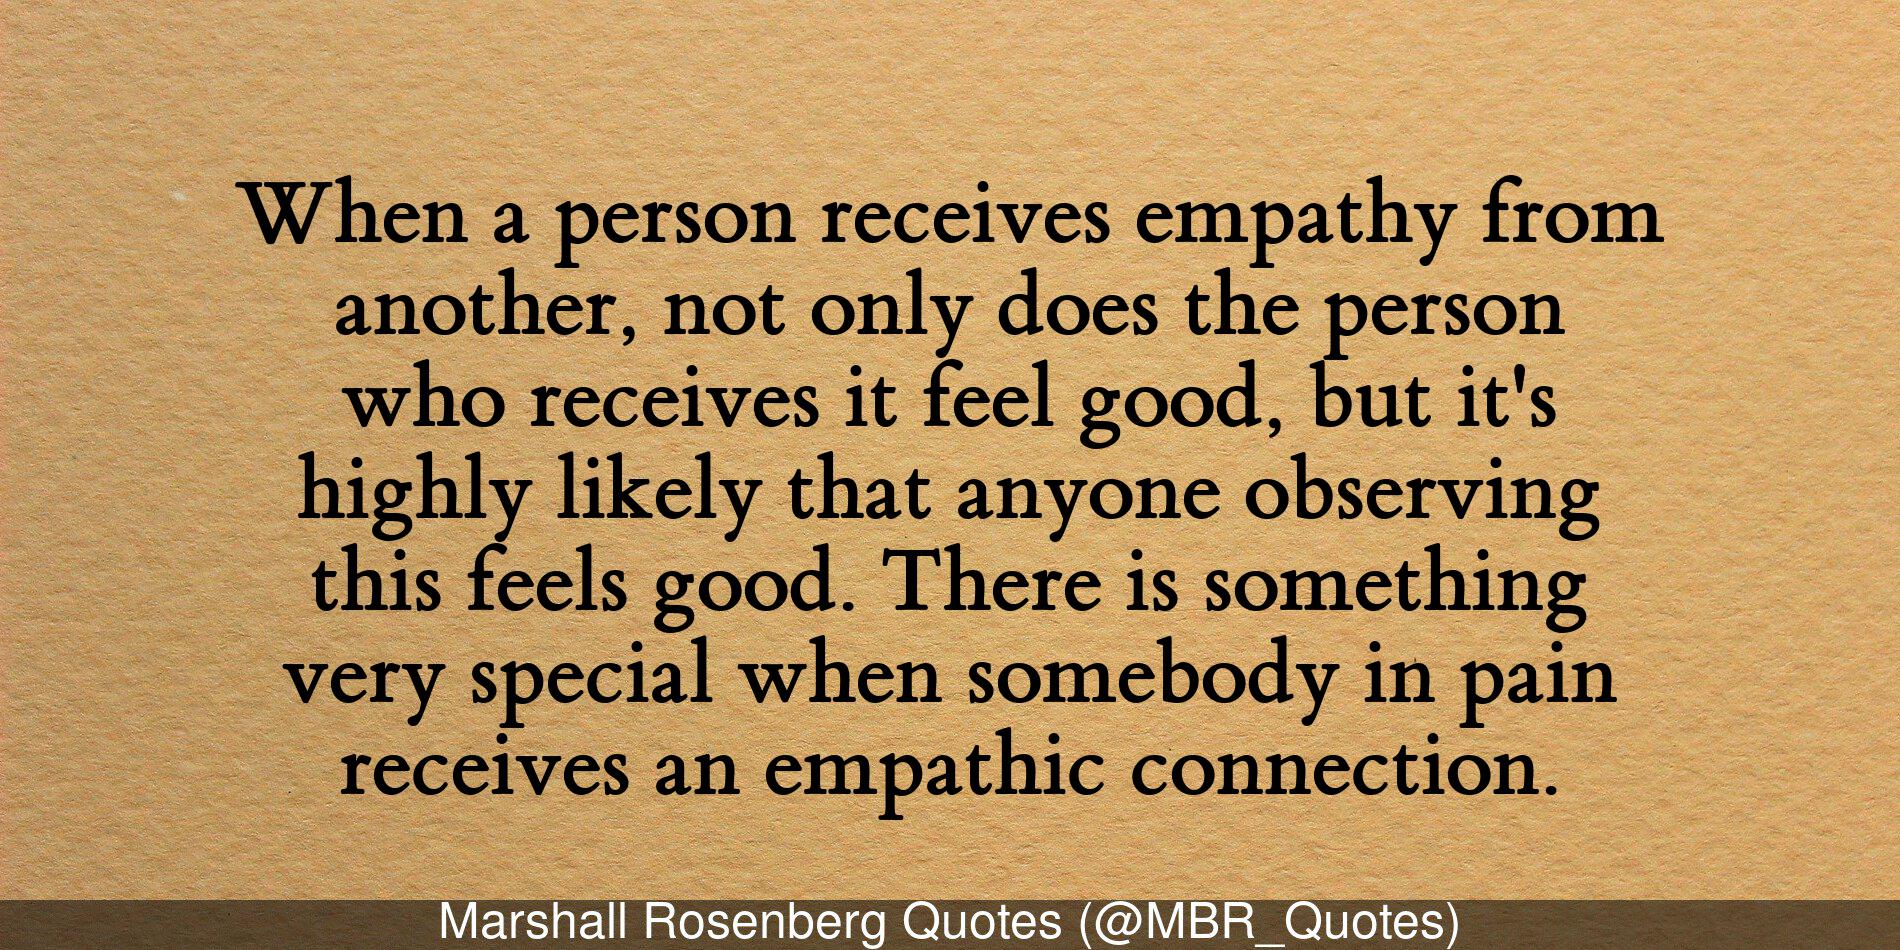 When a person receives empathy from
another, not only does the person
who receives it feel good, but it's
highly likely that anyone observing
this feels good. There is something
very special when somebody in pain
receives an empathic connection.
Marshall Rosenberg Quotes (@MBR_Quotes)